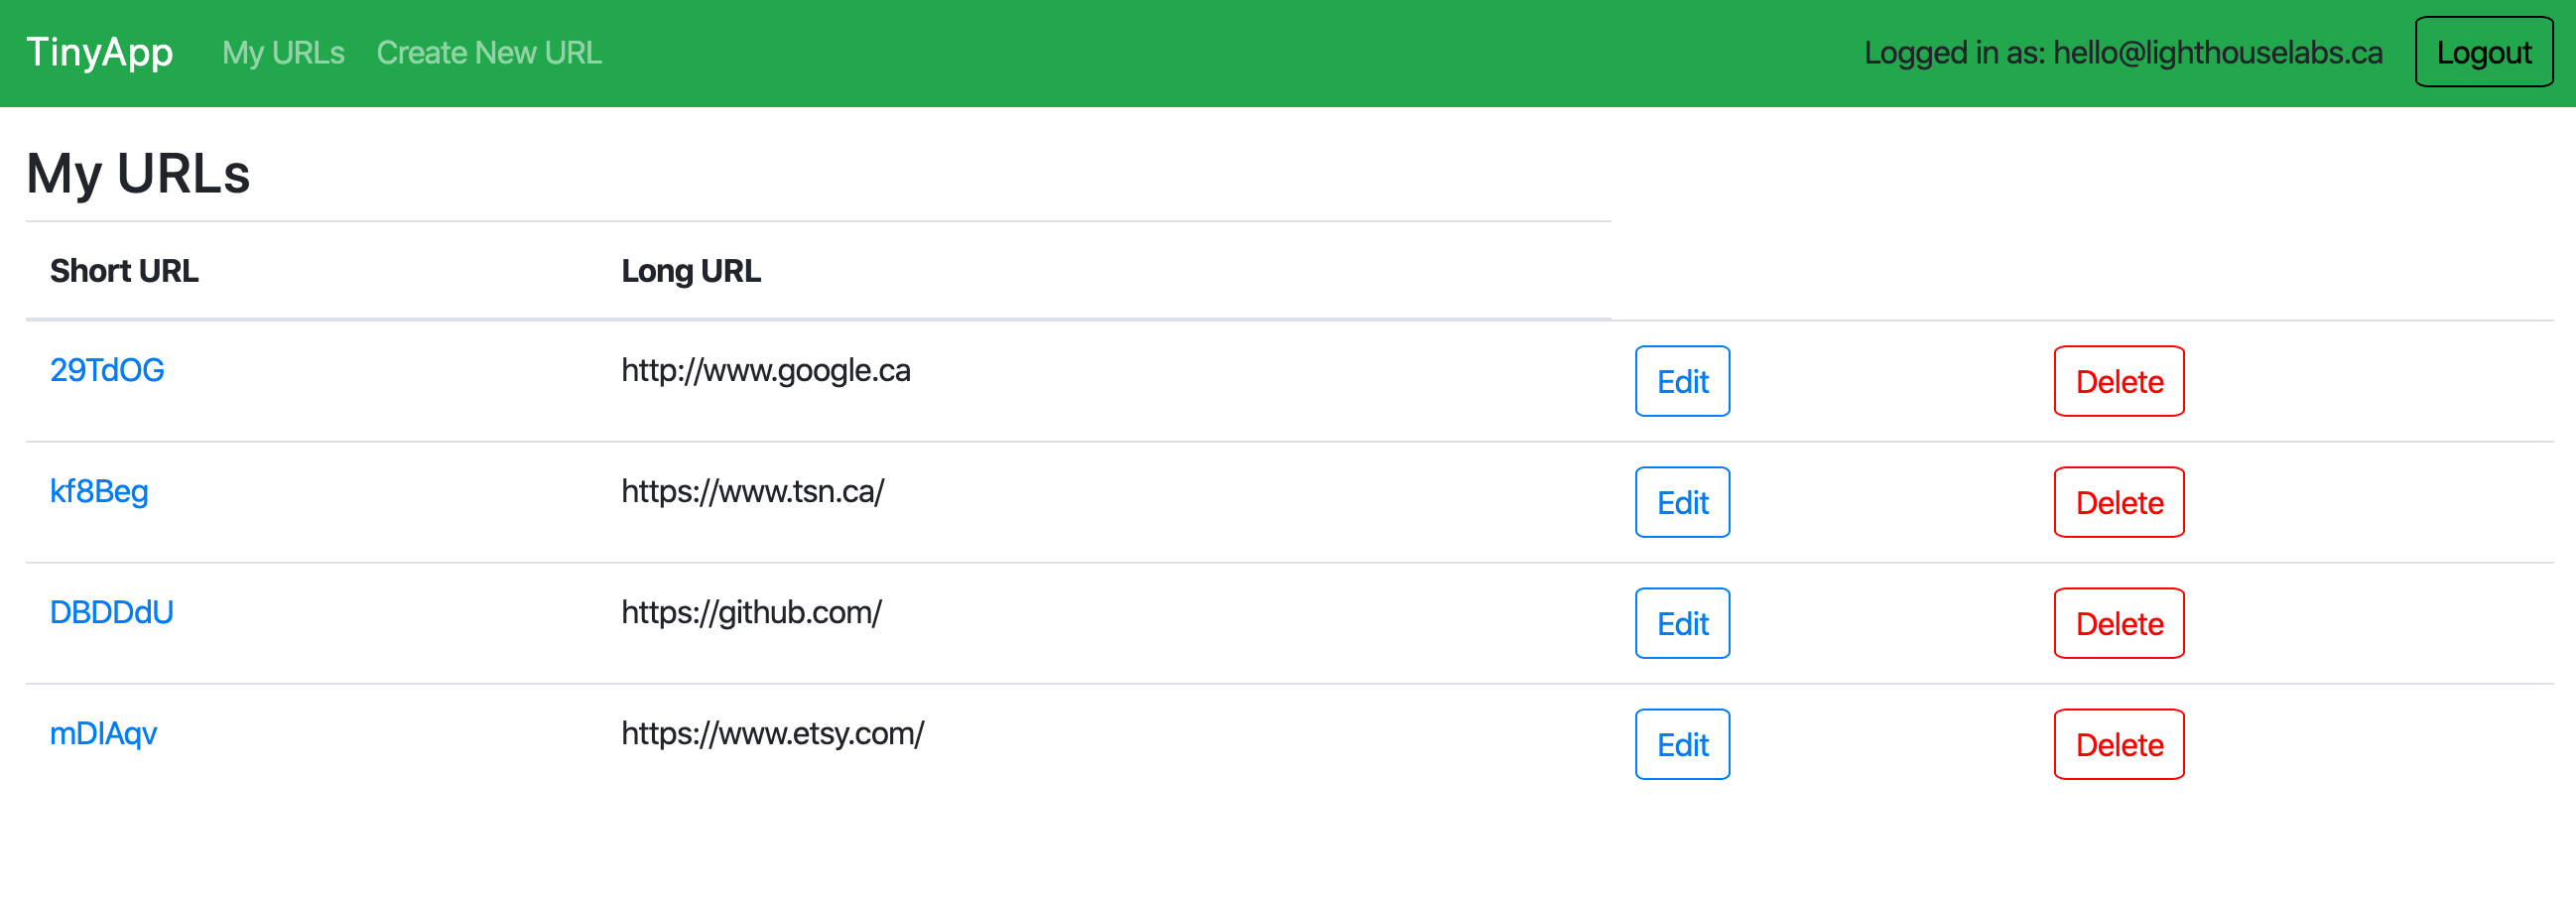 TinyApp My URLs Create New URL Logged in as: hello@lighthouselabs.ca Logout
My URLs
Short URL Long URL
29TdOG http://www.google.ca Edit Delete
kf8Beg https://www.tsn.ca/ Edit Delete
DBDDdU https://github.com/ Edit Delete
mDIAqv https://www.etsy.com/ Edit Delete